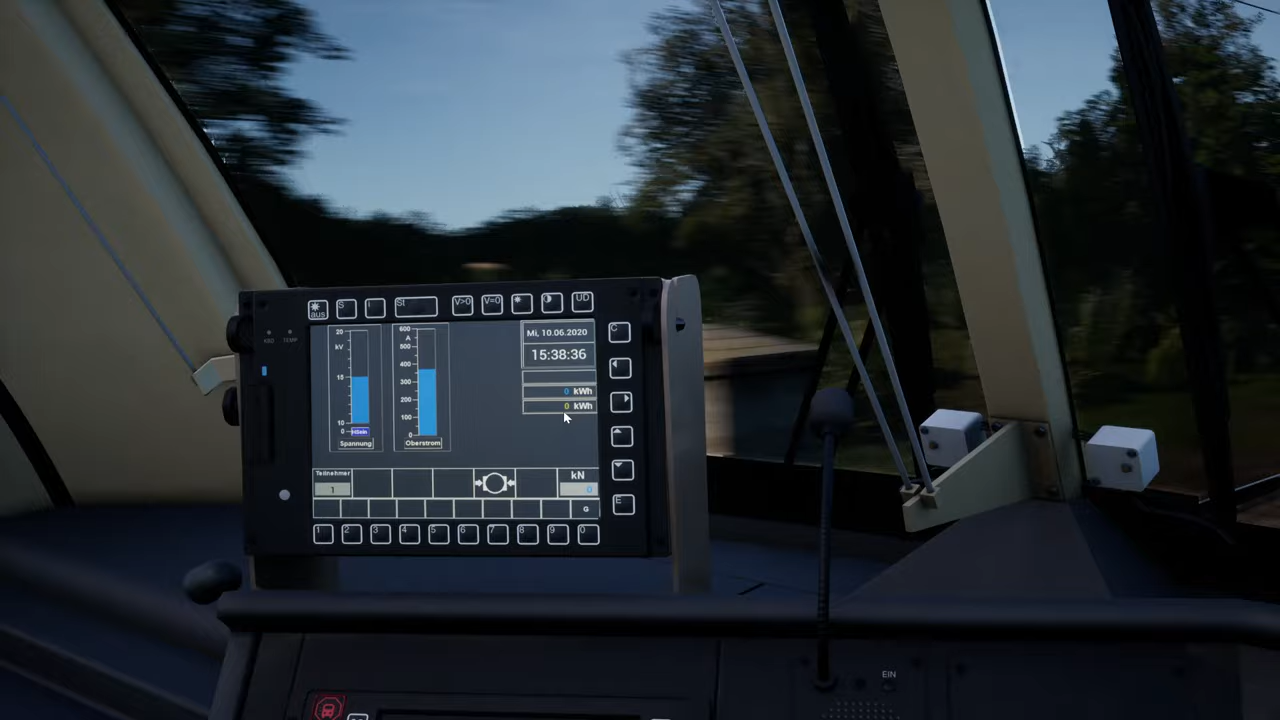 aus
S
I
St
V>0
V=0
UD
C
Mi, 10.06.2020
15:38:36
0 kWh
0 kWh
20
kV
15
10
0
Spannung
600
A
500
400
300
200
100
0
Oberstrom
Teilnehmer
1
kN
0
G
E
2
3
4
5
6
7
8
9
0
EIN